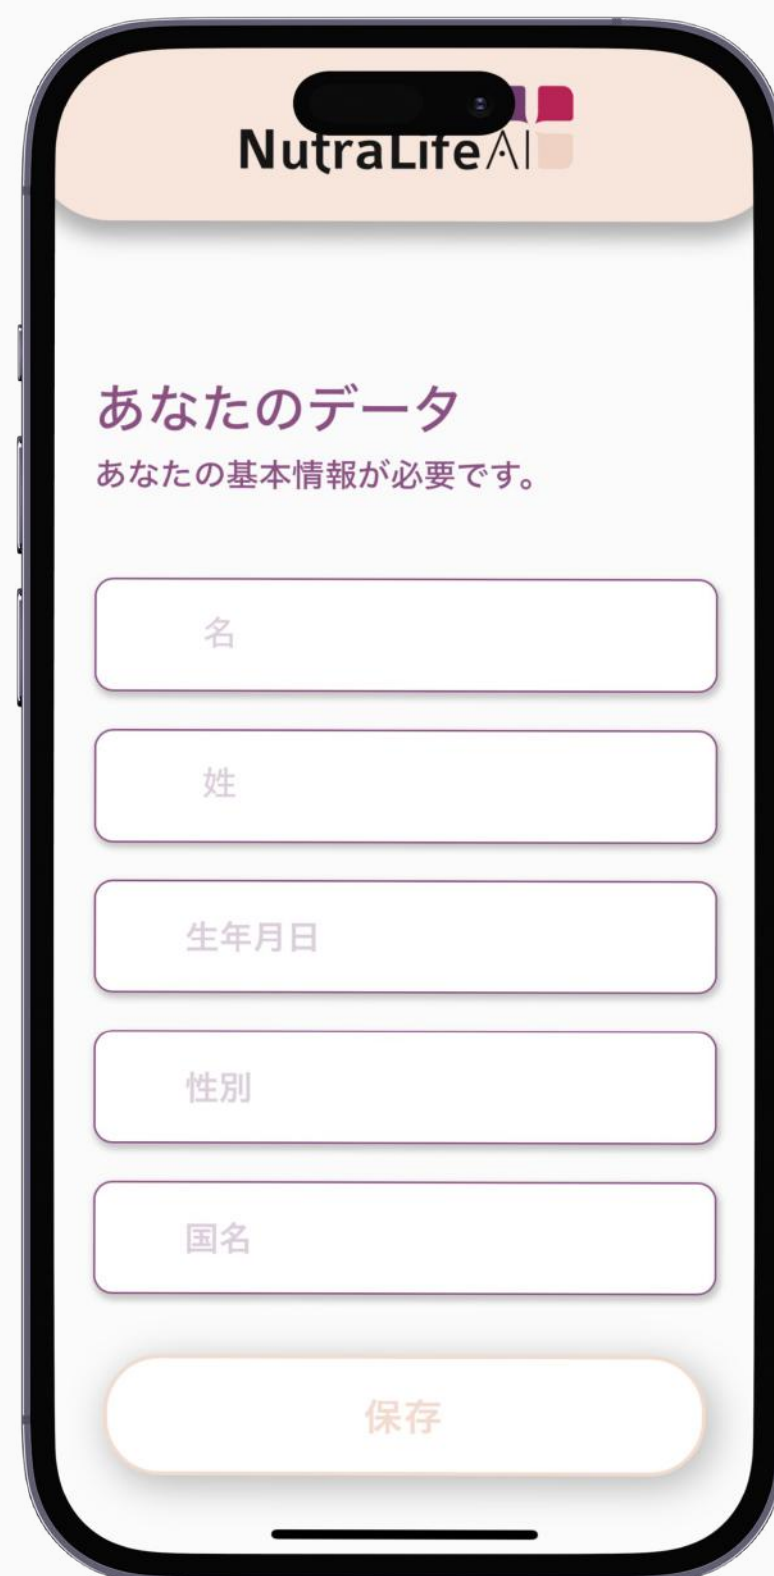 NutraLifeAI
あなたのデータ
あなたの基本情報が必要です。
名
姓
生年月日
性別
国名
保存